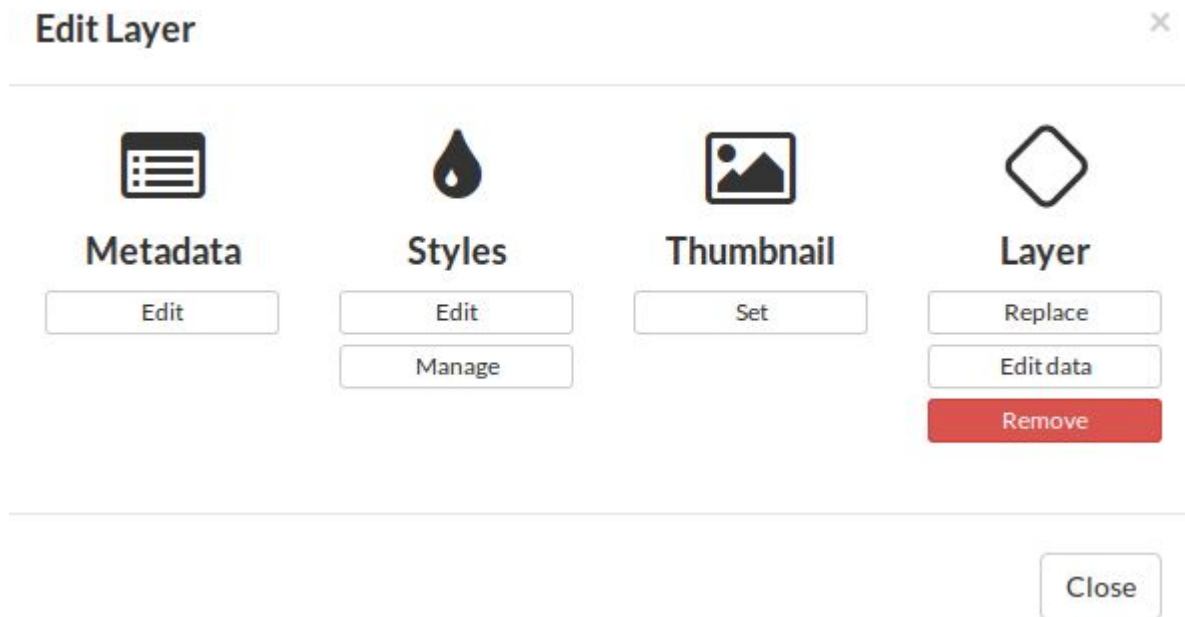 Edit Layer
×
Metadata
Edit
Styles
Edit
Manage
Thumbnail
Set
Layer
Replace
Edit data
Remove
Close